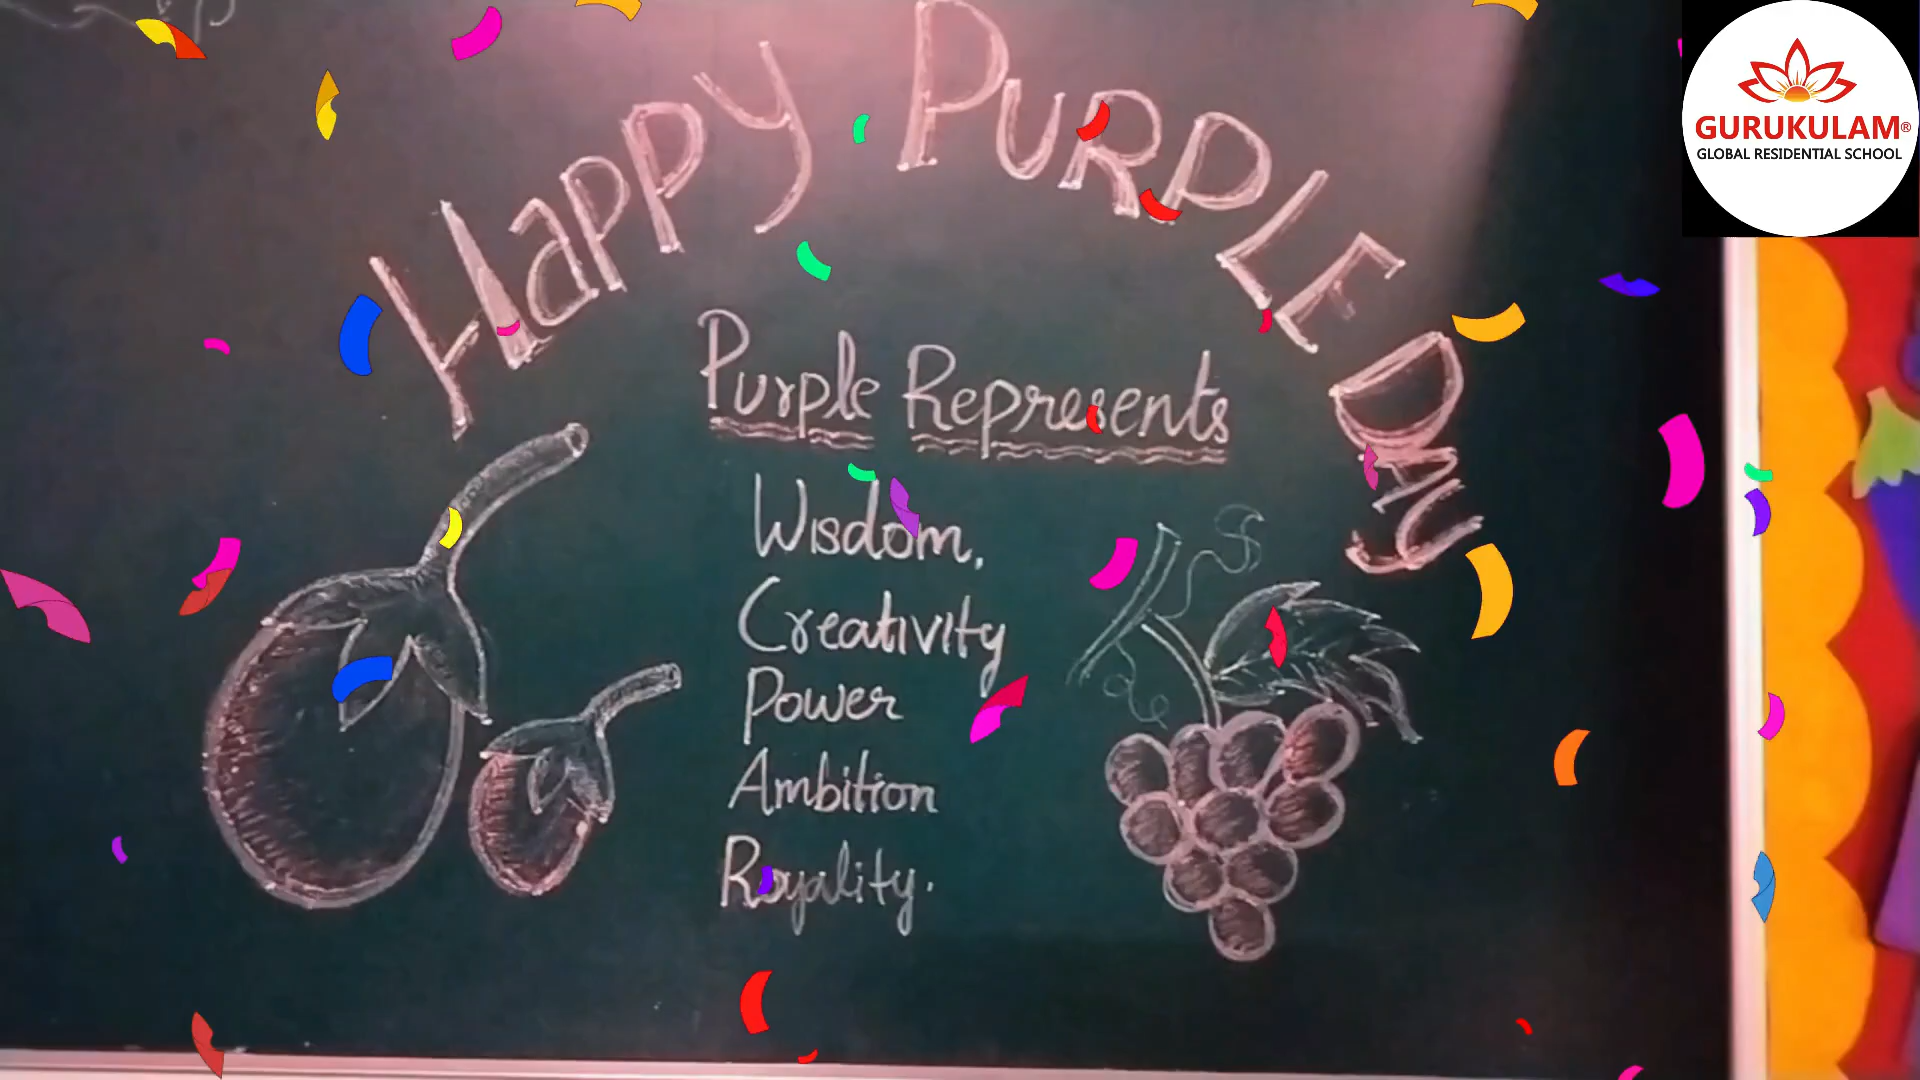 HaPPY PURPLE DAY
Purple Represents
Wisdom,
Creativity
Power
Ambition
Royality.
GURUKULAM®
GLOBAL RESIDENTIAL SCHOOL